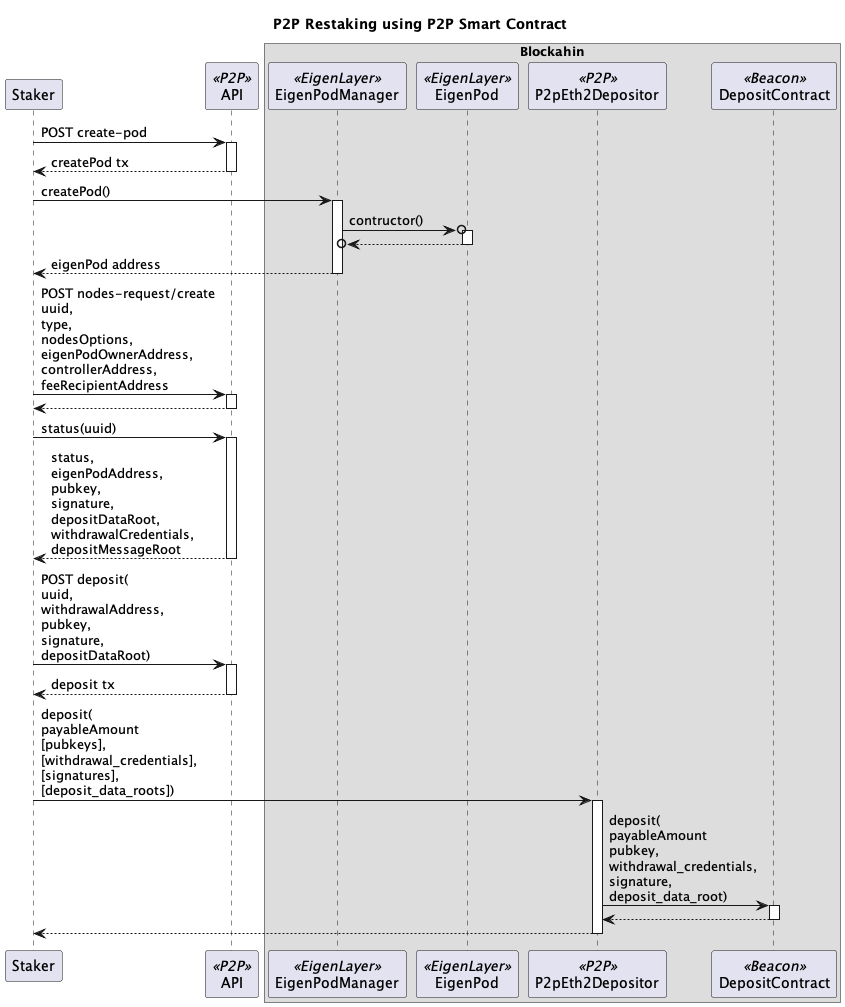 P2P Restaking using P2P Smart Contract
Blockahin
Staker
«P2P»
API
«EigenLayer»
EigenPodManager
«EigenLayer»
EigenPod
«P2P»
P2pEth2Depositor
«Beacon»
DepositContract
POST create-pod
createPod tx
createPod()
contructor()
eigenPod address
POST nodes-request/create
uuid,
type,
nodesOptions,
eigenPodOwnerAddress,
controllerAddress,
feeRecipientAddress
status(uuid)
status,
eigenPodAddress,
pubkey,
signature,
depositDataRoot,
withdrawalCredentials,
depositMessageRoot
POST deposit(
uuid,
withdrawalAddress,
pubkey,
signature,
depositDataRoot)
deposit tx
deposit(
payableAmount
[pubkeys],
[withdrawal_credentials],
[signatures],
[deposit_data_roots])
deposit(
payableAmount
pubkey,
withdrawal_credentials,
signature,
deposit_data_root)
Staker
«P2P»
API
«EigenLayer»
EigenPodManager
«EigenLayer»
EigenPod
«P2P»
P2pEth2Depositor
«Beacon»
DepositContract